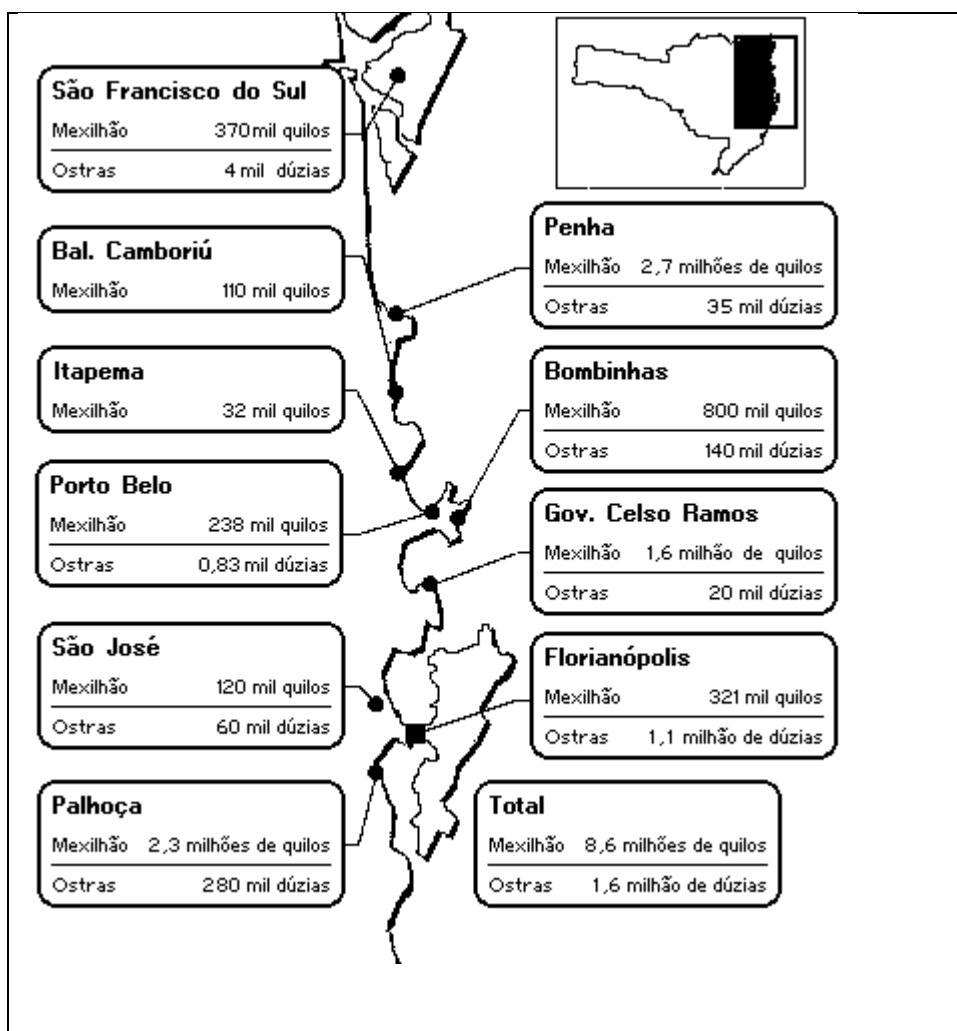 São Francisco do Sul
Mexilhão 370 mil quilos
Ostras 4 mil dúzias
Bal. Camboriú
Mexilhão 110 mil quilos
Itapema
Mexilhão 32 mil quilos
Porto Belo
Mexilhão 238 mil quilos
Ostras 0,83 mil dúzias
São José
Mexilhão 120 mil quilos
Ostras 60 mil dúzias
Palhoça
Mexilhão 2,3 milhões de quilos
Ostras 280 mil dúzias
Penha
Mexilhão 2,7 milhões de quilos
Ostras 35 mil dúzias
Bombinhas
Mexilhão 800 mil quilos
Ostras 140 mil dúzias
Gov. Celso Ramos
Mexilhão 1,6 milhão de quilos
Ostras 20 mil dúzias
Florianópolis
Mexilhão 321 mil quilos
Ostras 1,1 milhão de dúzias
Total
Mexilhão 8,6 milhões de quilos
Ostras 1,6 milhão de dúzias